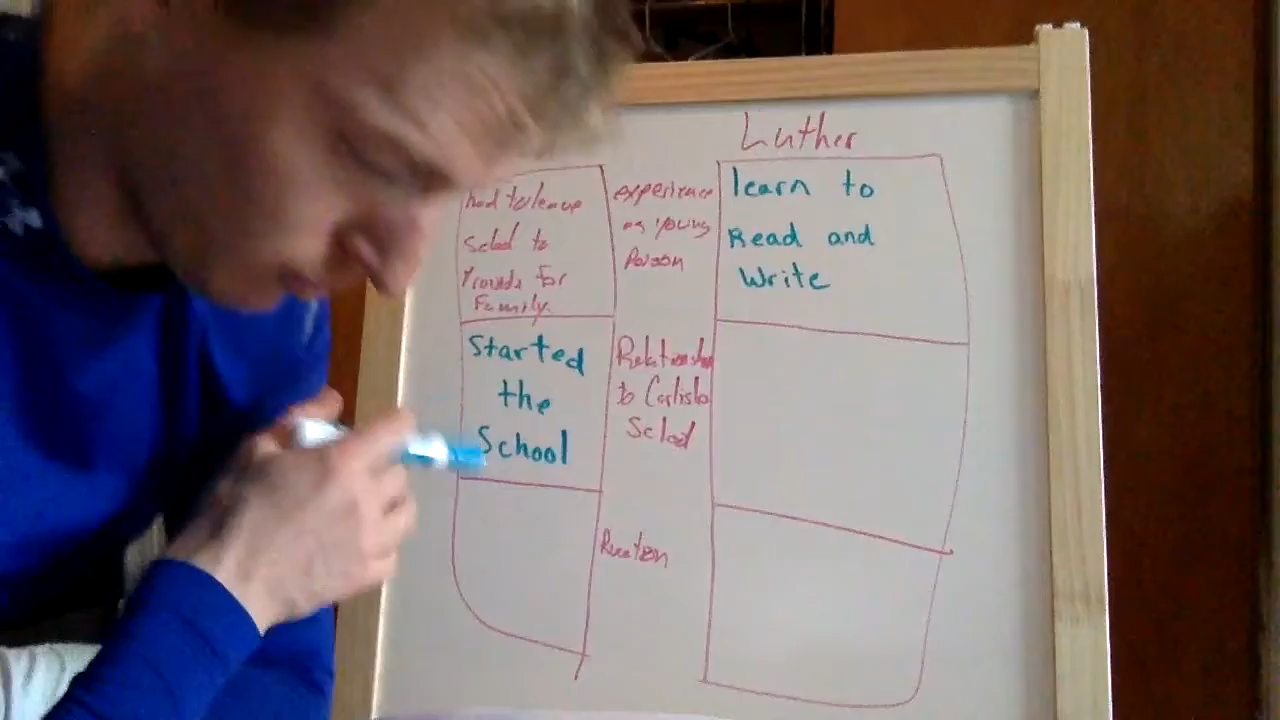 Luther
had to leave
School to
Provide For
Family.
experience
as young
Person
learn to
Read and
Write
Started
the
School
Relationship
to Carlisle
School
Reaction